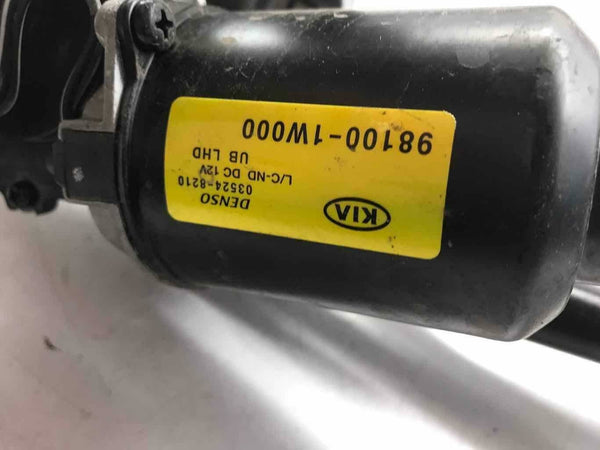 KIA
DENSO
03524-8210
L/C-ND DC 12V
UB LHD
98100-1W000